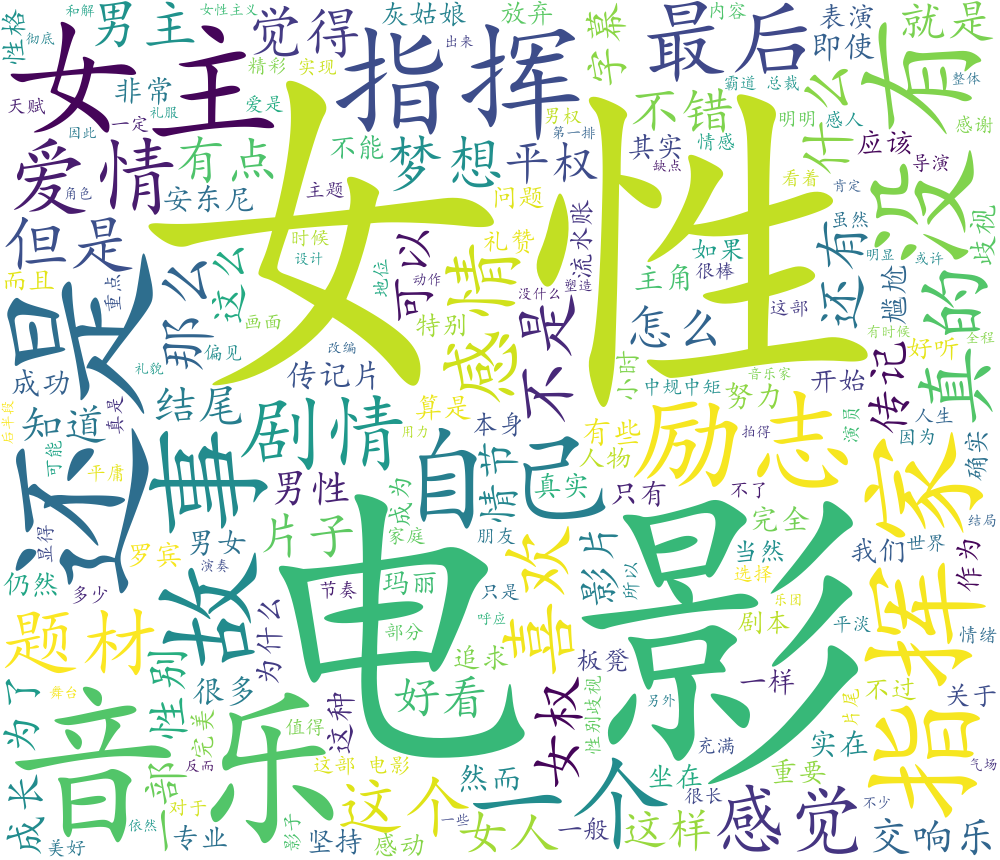 和解
女性主义
性格
彻底
男主
觉得
灰姑娘
放弃
字幕
内容
表演
即使
就是
女主
指挥
最后
有
出来
精彩
实现
天赋
非常
礼服
爱是
因此
一定
霸道
总裁
整体
男权
第一排
不错
明明
感人
什么
感谢
爱情
有点
不能
梦想
平权
其实
缺点
情感
应该
导演
没
角色
安东尼
主题
问题
看着
肯定
女性
但是
时候
设计
礼赞
流水账
塑造
如果
很棒
主角
还有
虽然
明显
或许
尴尬
歧视
而且
重点
那么
这么
画面
地位
可以
动作
感情
没什么
不是
这部
有时候
真的
全程
还是
礼貌
偏见
改编
特别
怎么
好听
成功
传记片
小时
中规中矩
音乐家
开始
传记
后半段
知道
真是
结尾
剧情
算是
用力
本身
有些
人物
励志
努力
拍得
演员
人生
因为
可能
平庸
事
自己
情节
真实
男性
只有
不了
家
确实
显得
罗宾
男女
演奏
片子
成为
家庭
朋友
喜欢
影片
完全
当然
我们
世界
结局
作为
仍然
多少
故
为什么
电影
节奏
玛丽
只是
所以
选择
乐团
题材
呼应
部分
剧本
平淡
情绪
指挥
性别
很多
追求
板凳
一样
好看
女权
性别歧视
另外
不过
片尾
关于
为了
舞台
音乐
完美
值得
这种
充满
实在
气场
成长
一部
反而
这部
电影
然而
坐在
重要
对于
这个
一个
很长
感觉
不少
美好
依然
专业
影子
坚持
一些
感动
女人
一般
这样
交响乐